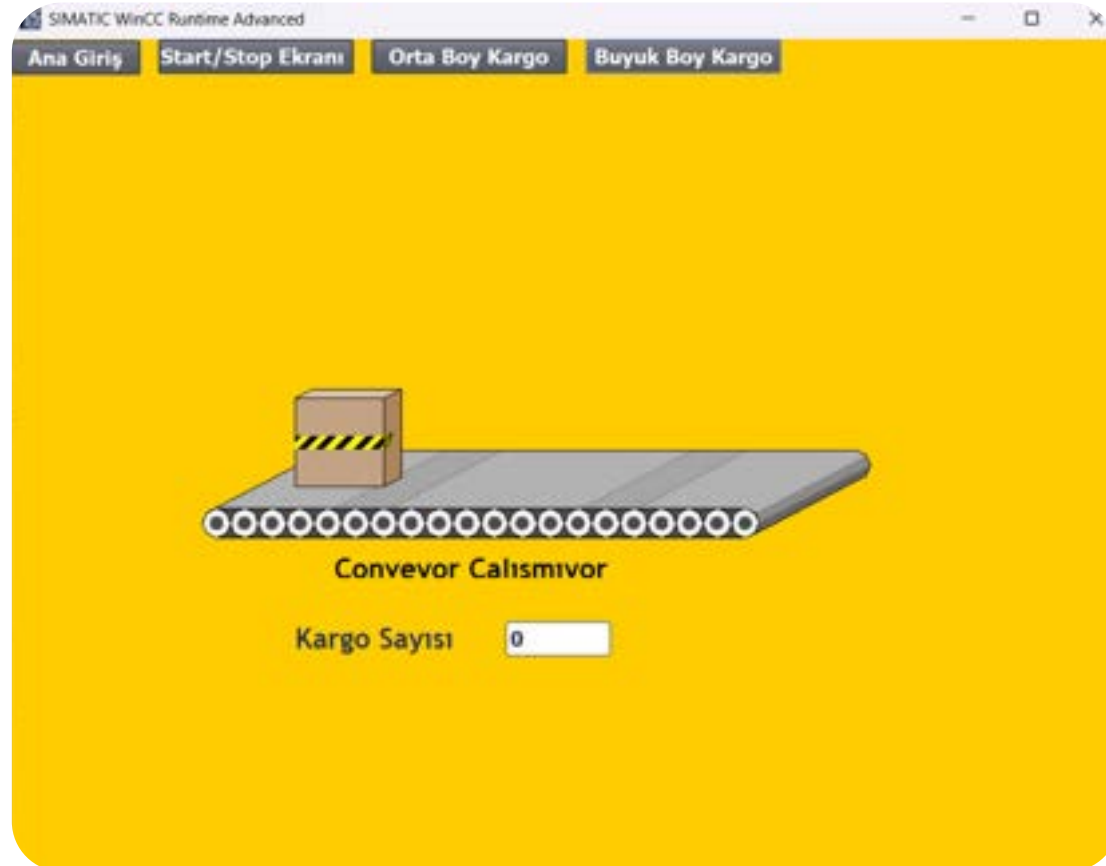 SIMATIC WinCC Runtime Advanced
Ana Giriş Start/Stop Ekranı Orta Boy Kargo Buyuk Boy Kargo
Convevor Calısmıvor
Kargo Sayısı 0